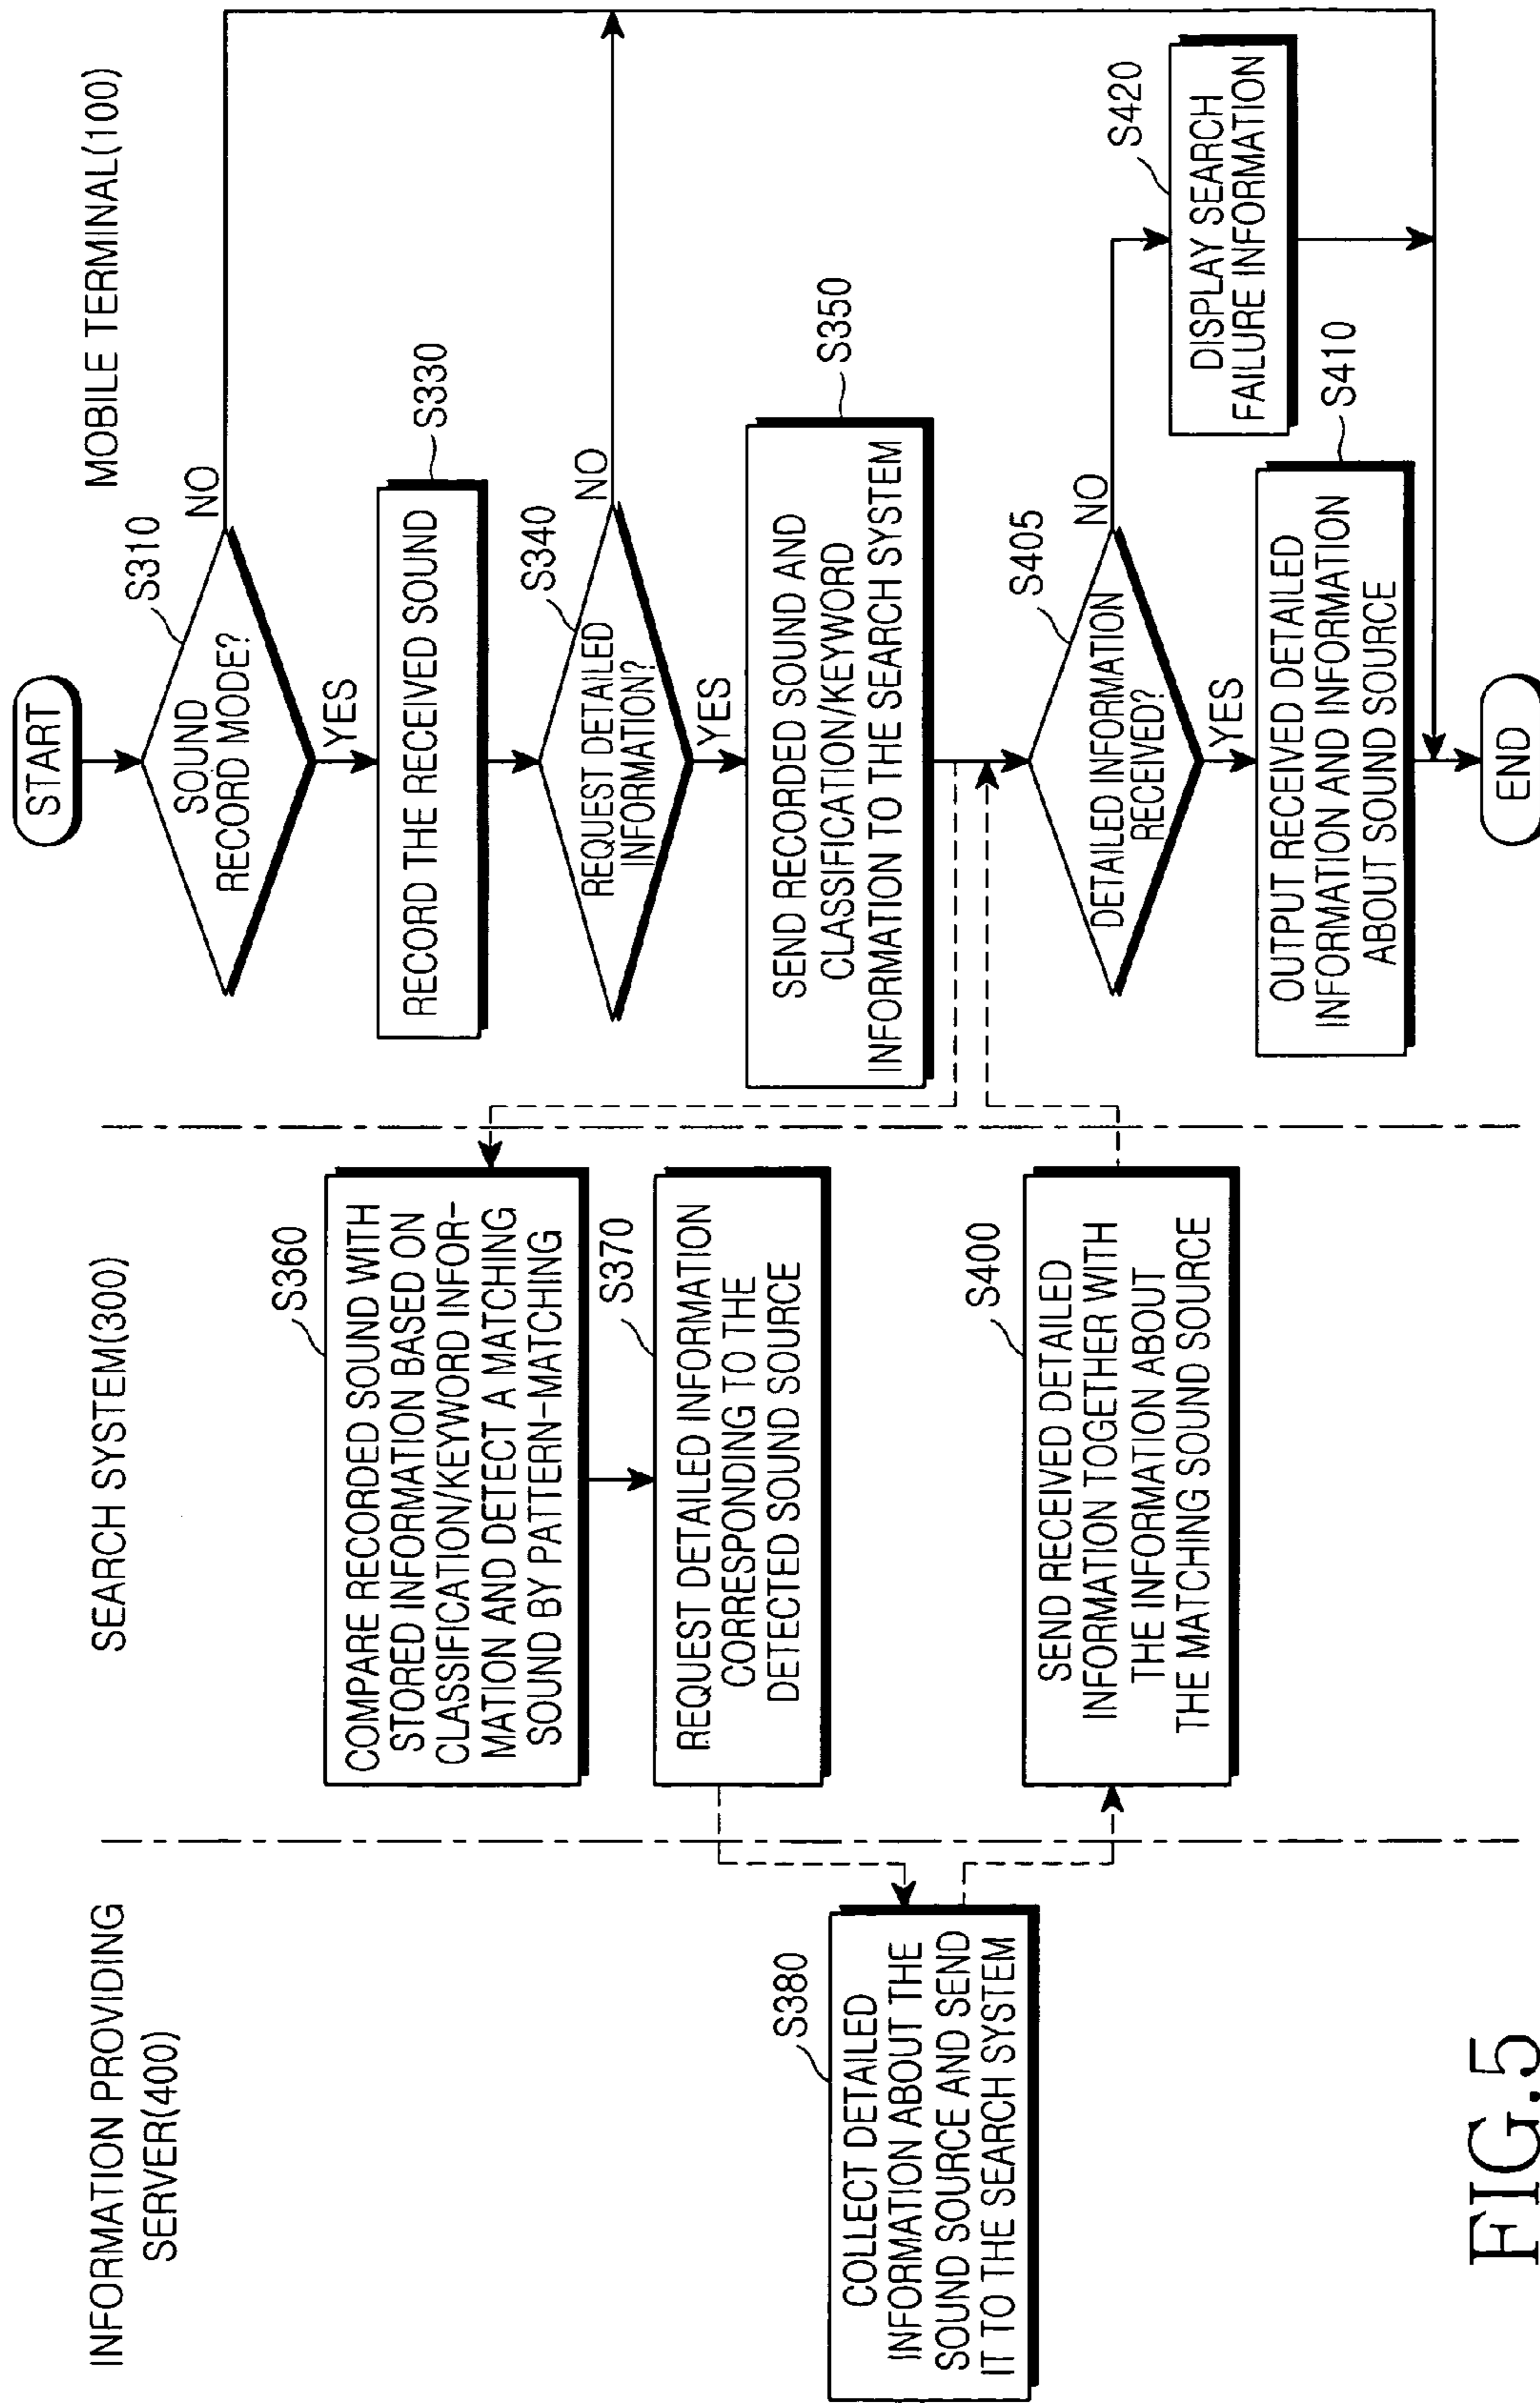 INFORMATION PROVIDING
SERVER(400)
SEARCH SYSTEM(300)
MOBILE TERMINAL(100)
START
S310
SOUND
RECORD MODE?
NO
YES
S330
RECORD THE RECEIVED SOUND
S340
REQUEST DETAILED
INFORMATION?
NO
YES
S350
SEND RECORDED SOUND AND
CLASSIFICATION/KEYWORD
INFORMATION TO THE SEARCH SYSTEM
S360
COMPARE RECORDED SOUND WITH
STORED INFORMATION BASED ON
CLASSIFICATION/KEYWORD INFOR-
MATION AND DETECT A MATCHING
SOUND BY PATTERN-MATCHING
S370
REQUEST DETAILED INFORMATION
CORRESPONDING TO THE
DETECTED SOUND SOURCE
S380
COLLECT DETAILED
INFORMATION ABOUT THE
SOUND SOURCE AND SEND
IT TO THE SEARCH SYSTEM
S400
SEND RECEIVED DETAILED
INFORMATION TOGETHER WITH
THE INFORMATION ABOUT
THE MATCHING SOUND SOURCE
S405
DETAILED INFORMATION
RECEIVED?
NO
YES
S420
DISPLAY SEARCH
FAILURE INFORMATION
S410
OUTPUT RECEIVED DETAILED
INFORMATION AND INFORMATION
ABOUT SOUND SOURCE
END
FIG.5